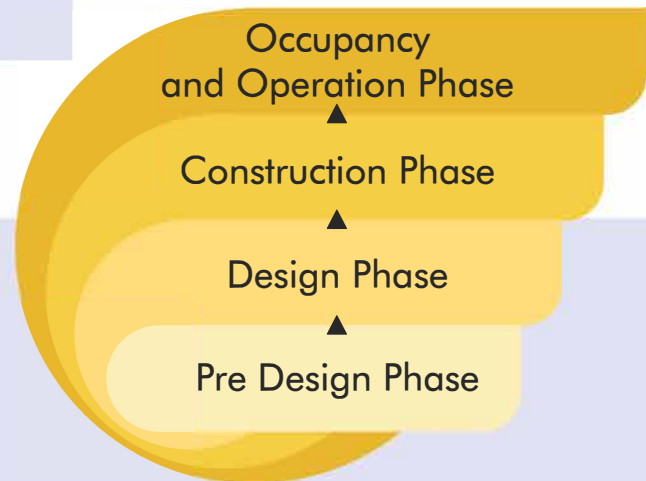 Occupancy
and Operation Phase
Construction Phase
Design Phase
Pre Design Phase